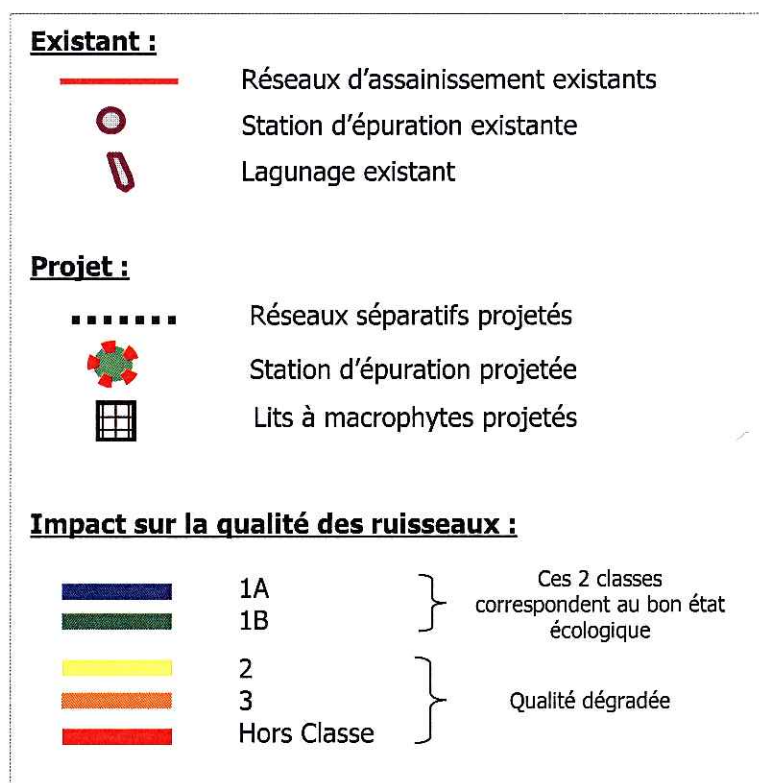 Existant :
Réseaux d'assainissement existants
Station d'épuration existante
Lagunage existant
Projet :
Réseaux séparatifs projetés
Station d'épuration projetée
Lits à macrophytes projetés
Impact sur la qualité des ruisseaux :
1A
1B
Ces 2 classes
correspondent au bon état
écologique
2
3
Hors Classe
Qualité dégradée